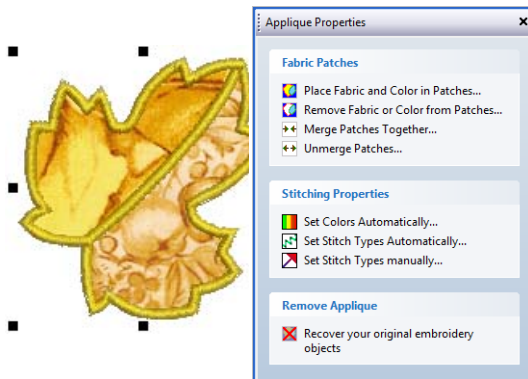 Applique Properties
Fabric Patches
Place Fabric and Color in Patches...
Remove Fabric or Color from Patches...
Merge Patches Together...
Unmerge Patches...
Stitching Properties
Set Colors Automatically...
Set Stitch Types Automatically...
Set Stitch Types manually...
Remove Applique
Recover your original embroidery
objects